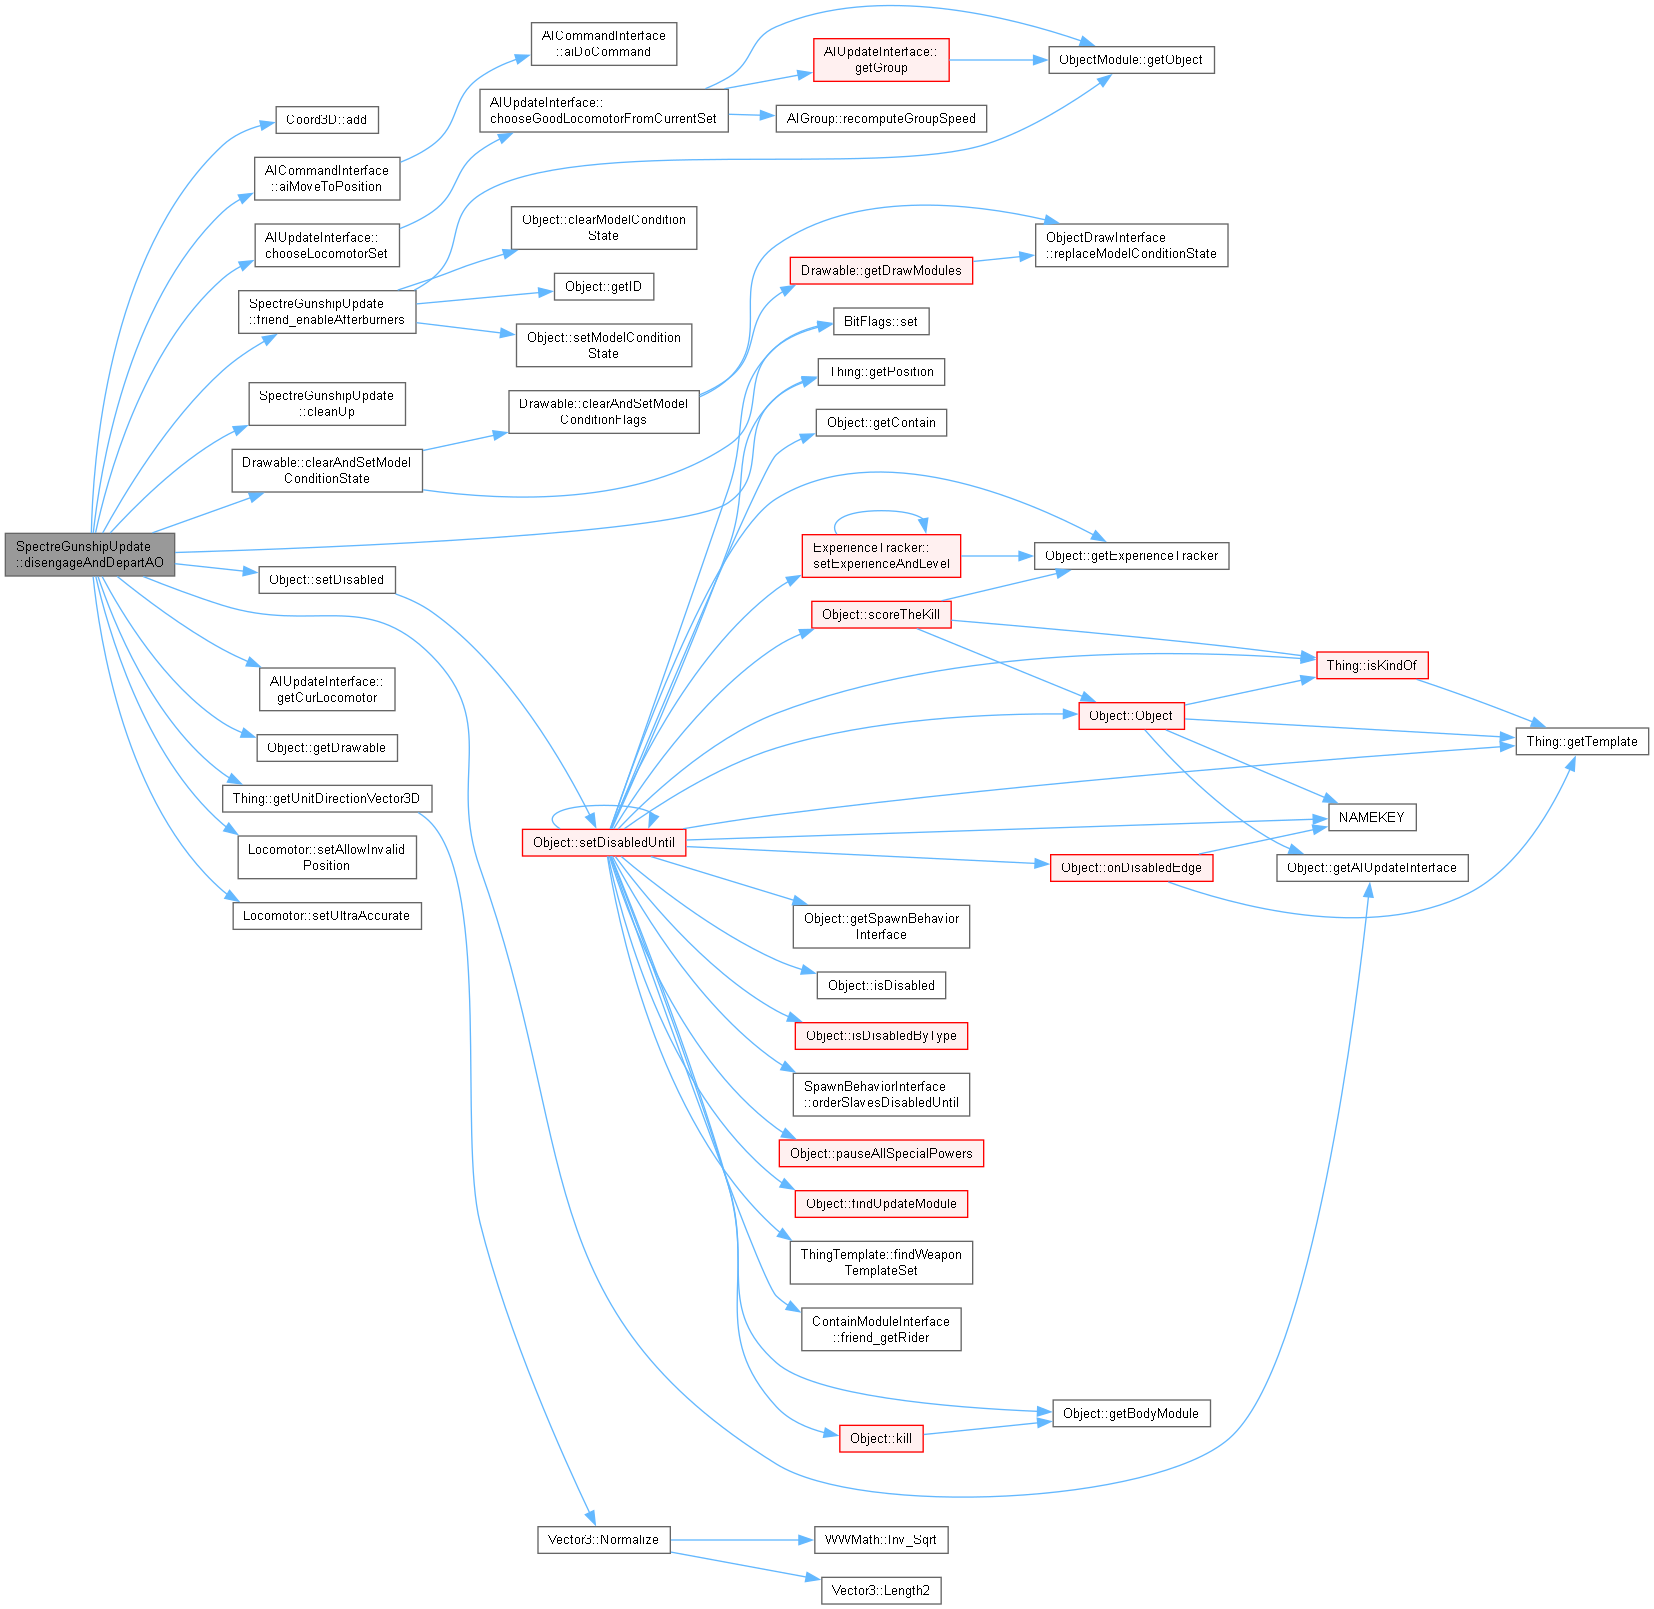 AICommandInterface
::aiDoCommand
AIUpdateInterface::
getGroup
ObjectModule::getObject
AIUpdateInterface::
chooseGoodLocomotorFromCurrentSet
AIGroup::recomputeGroupSpeed
Coord3D::add
AICommandInterface
::aiMoveToPosition
AIUpdateInterface::
chooseLocomotorSet
Object::clearModelCondition
State
ObjectDrawInterface
::replaceModelConditionState
Drawable::getDrawModules
Object::getID
SpectreGunshipUpdate
::friend_enableAfterburners
BitFlags::set
Object::setModelCondition
State
Thing::getPosition
SpectreGunshipUpdate
::cleanUp
Drawable::clearAndSetModel
ConditionFlags
Object::getContain
Drawable::clearAndSetModel
ConditionState
SpectreGunshipUpdate
::disengageAndDepartAO
ExperienceTracker::
setExperienceAndLevel
Object::getExperienceTracker
Object::setDisabled
Object::scoreTheKill
Thing::isKindOf
AIUpdateInterface::
getCurLocomotor
Object::Object
Object::getDrawable
Thing::getTemplate
Thing::getUnitDirectionVector3D
NAMEKEY
Object::setDisabledUntil
Locomotor::setAllowInvalid
Position
Object::onDisabledEdge
Object::getAIUpdateInterface
Locomotor::setUltraAccurate
Object::getSpawnBehavior
Interface
Object::isDisabled
Object::isDisabledByType
SpawnBehaviorInterface
::orderSlavesDisabledUntil
Object::pauseAllSpecialPowers
Object::findUpdateModule
ThingTemplate::findWeapon
TemplateSet
ContainModuleInterface
::friend_getRider
Object::getBodyModule
Object::kill
Vector3::Normalize
WWMath::Inv_Sqrt
Vector3::Length2